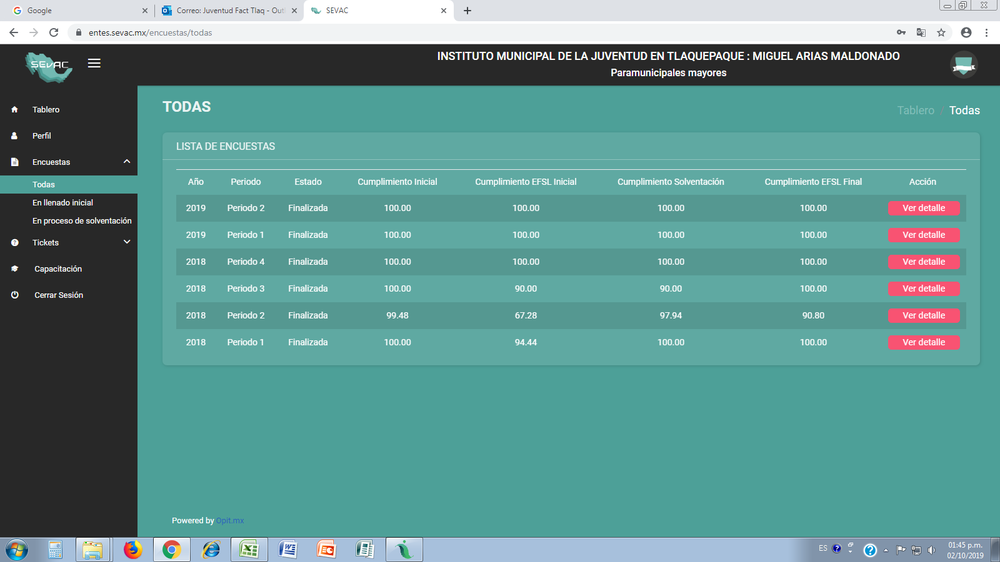 Google
Correo: Juventud Fact Tlaq - Outl
SEVAC
entes.sevac.mx/encuestas/todas
SEVAC
INSTITUTO MUNICIPAL DE LA JUVENTUD EN TLAQUEPAQUE : MIGUEL ARIAS MALDONADO
Paramunicipales mayores
Tablero
Perfil
Encuestas
Todas
En llenado inicial
En proceso de solventación
Tickets
Capacitación
Cerrar Sesión
TODAS
Tablero / Todas
LISTA DE ENCUESTAS
Año Periodo Estado Cumplimiento Inicial Cumplimiento EFSL Inicial Cumplimiento Solventación Cumplimiento EFSL Final Acción
2019 Periodo 2 Finalizada 100.00 100.00 100.00 100.00 Ver detalle
2019 Periodo 1 Finalizada 100.00 100.00 100.00 100.00 Ver detalle
2018 Periodo 4 Finalizada 100.00 100.00 100.00 100.00 Ver detalle
2018 Periodo 3 Finalizada 100.00 90.00 90.00 100.00 Ver detalle
2018 Periodo 2 Finalizada 99.48 67.28 97.94 90.80 Ver detalle
2018 Periodo 1 Finalizada 100.00 94.44 100.00 100.00 Ver detalle
Powered by Opit.mx
ES
01:45 p.m.
02/10/2019